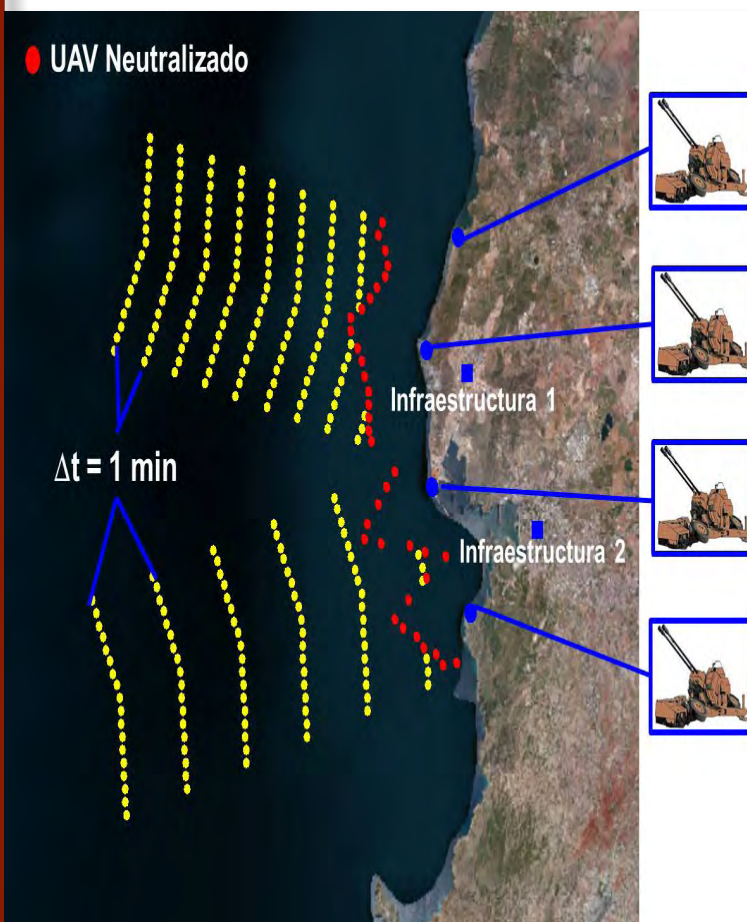 UAV Neutralizado
Infraestructura 1
Δt = 1 min
Infraestructura 2